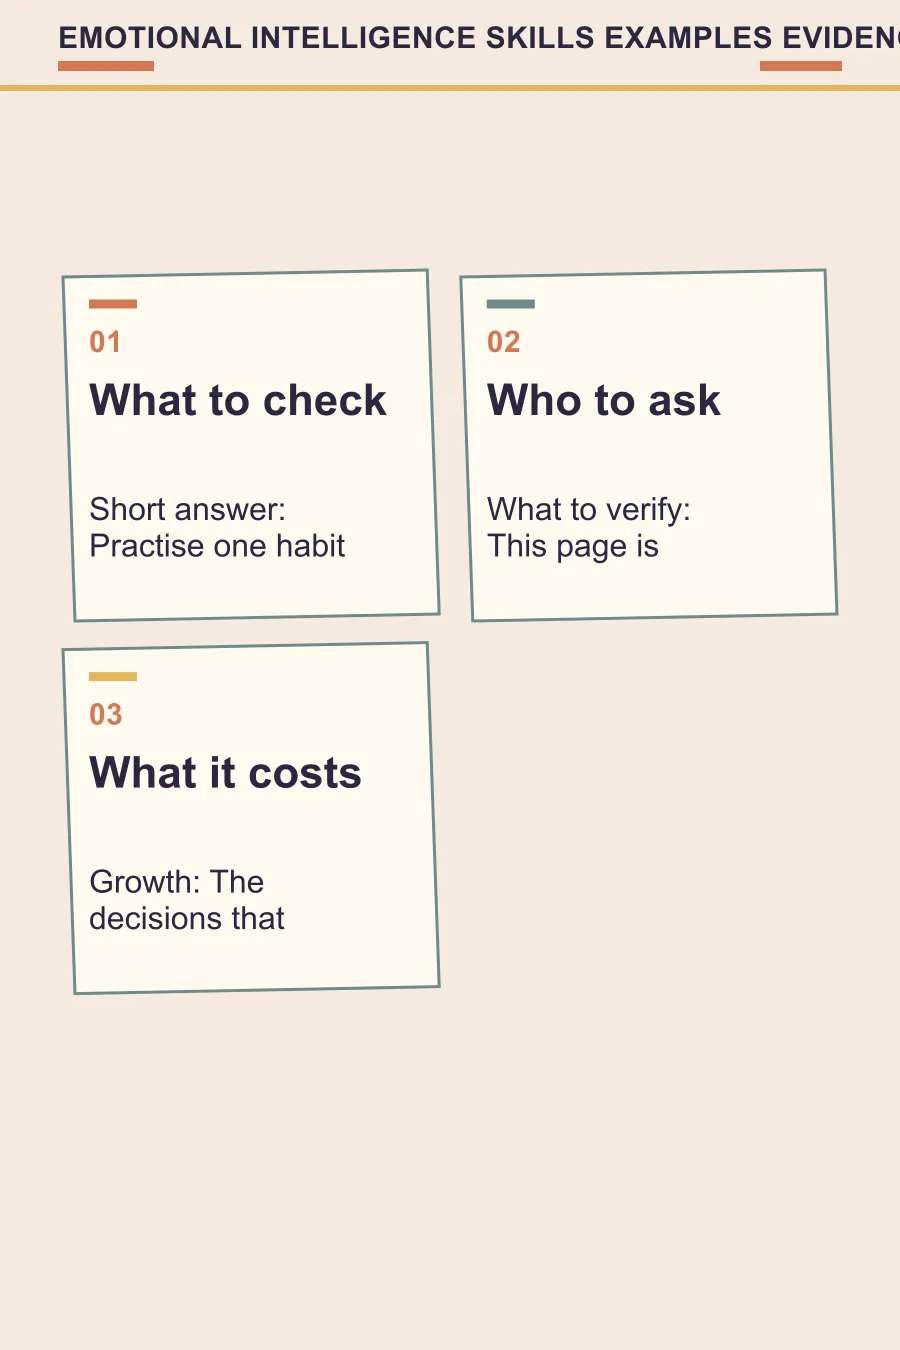 EMOTIONAL INTELLIGENCE SKILLS EXAMPLES
01
What to check
Short answer:
Practise one habit
02
Who to ask
What to verify:
This page is
03
What it costs
Growth: The
decisions that